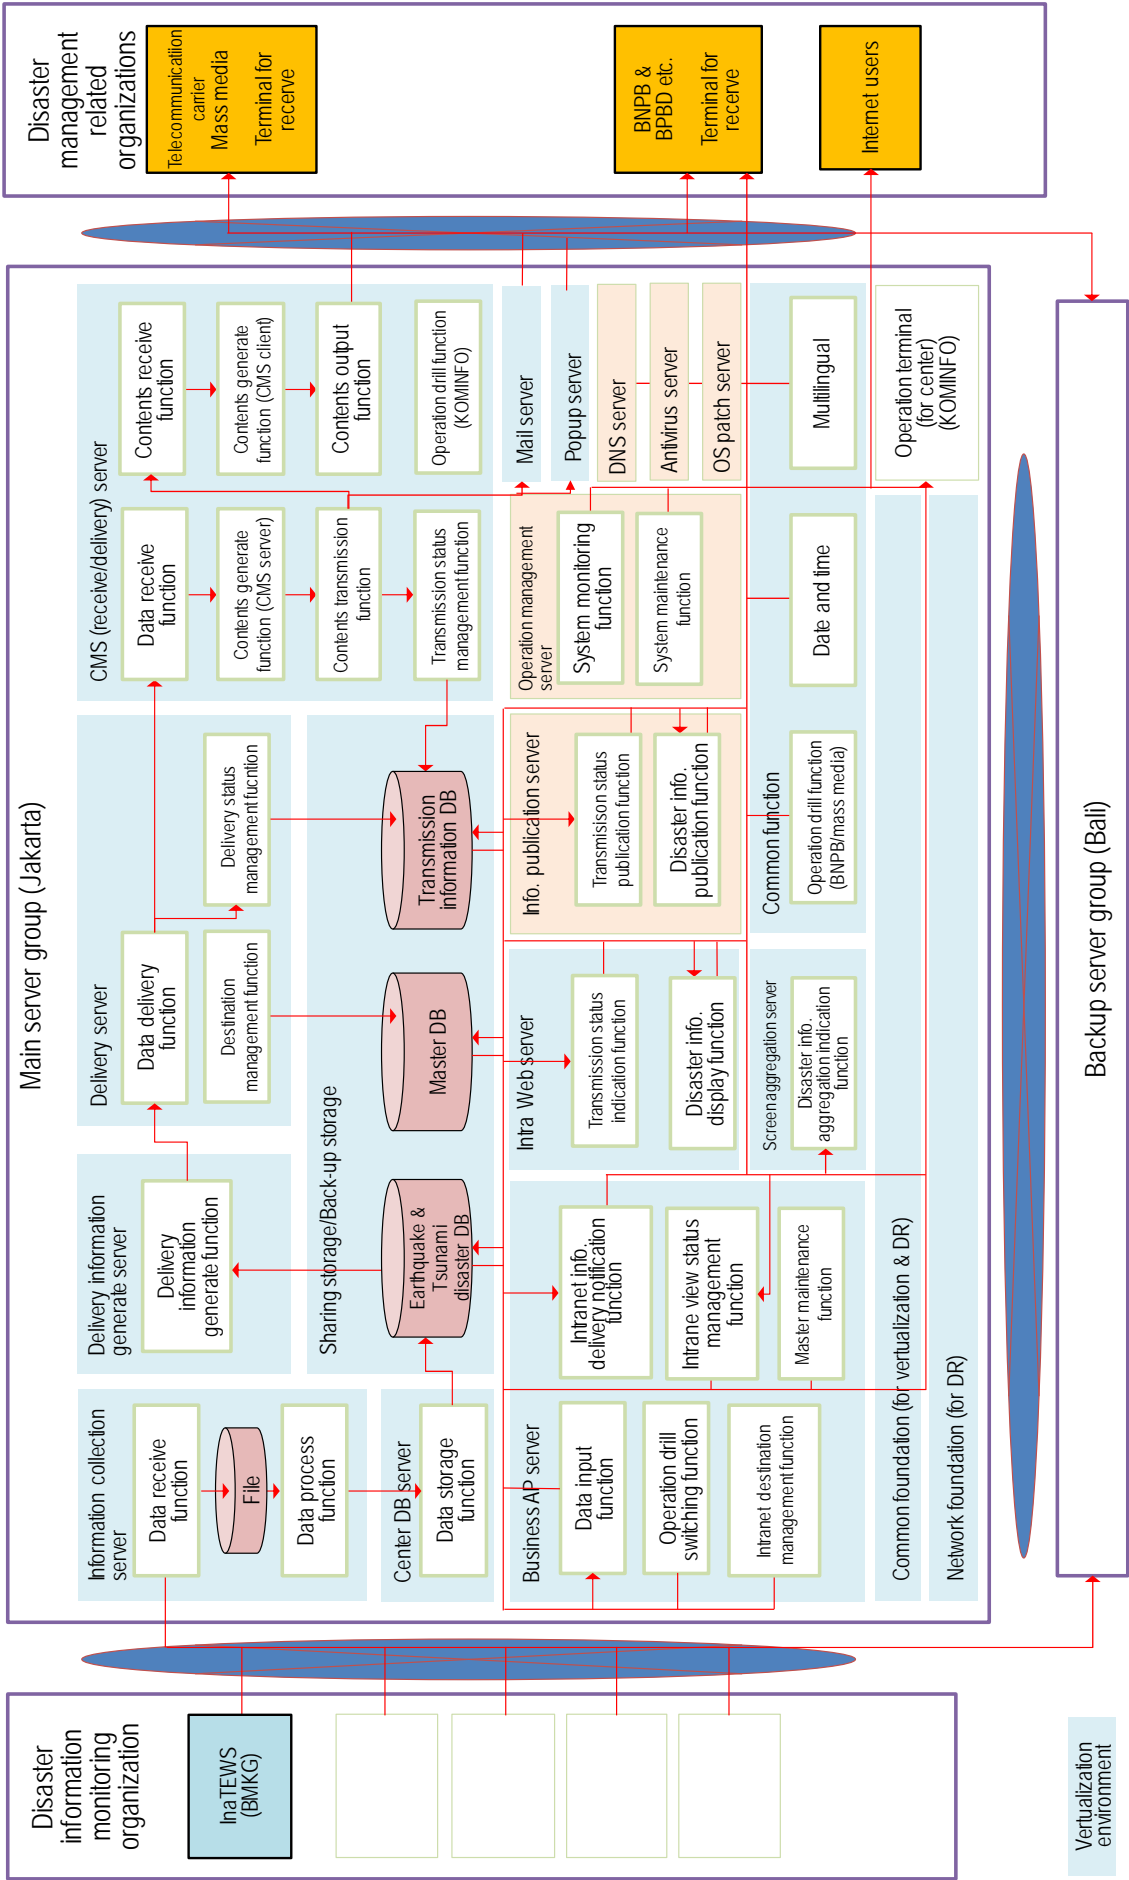 Disaster
information
monitoring
organization
InaTEWS
(BMKG)
Vertualization
environment
Main server group (Jakarta)
Information collection
server
Data receive
function
File
Data process
function
Center DB server
Data storage
function
Delivery information
generate server
Delivery
information
generate function
Delivery server
Data delivery
function
Destination
management function
Delivery status
management fucntion
Sharing storage/Back-up storage
Earthquake &
Tsunami
disaster DB
Master DB
Transmission
information DB
CMS (receive/delivery) server
Data receive
function
Contents generate
function (CMS server)
Contents transmission
function
Transmission status
management function
Contents receive
function
Contents generate
function (CMS client)
Contents output
function
Operation drill function
(KOMINFO)
Business AP server
Data input
function
Operation drill
switching function
Intranet destination
management function
Intranet info.
delivery notification
function
Intrane view status
management
function
Master maintenance
function
Intra Web server
Transmission status
indication function
Disaster info.
display function
Screen aggregation server
Disaster info.
aggregation indication
function
Info. publication server
Transmisison status
publication function
Disaster info.
publication function
Operation management
server
System monitoring
function
System maintenance
function
Mail server
Popup server
DNS server
Antivirus server
OS patch server
Common function
Operation drill function
(BNPB/mass media)
Date and time
Multilingual
Operation terminal
(for center)
(KOMINFO)
Common foundation (for vertualization & DR)
Network foundation (for DR)
Backup server group (Bali)
Disaster
management
related
organizations
Telecommunicatiion
carrier
Mass media
Terminal for
recerve
BNPB &
BPBD etc.
Terminal for
recerve
Internet users